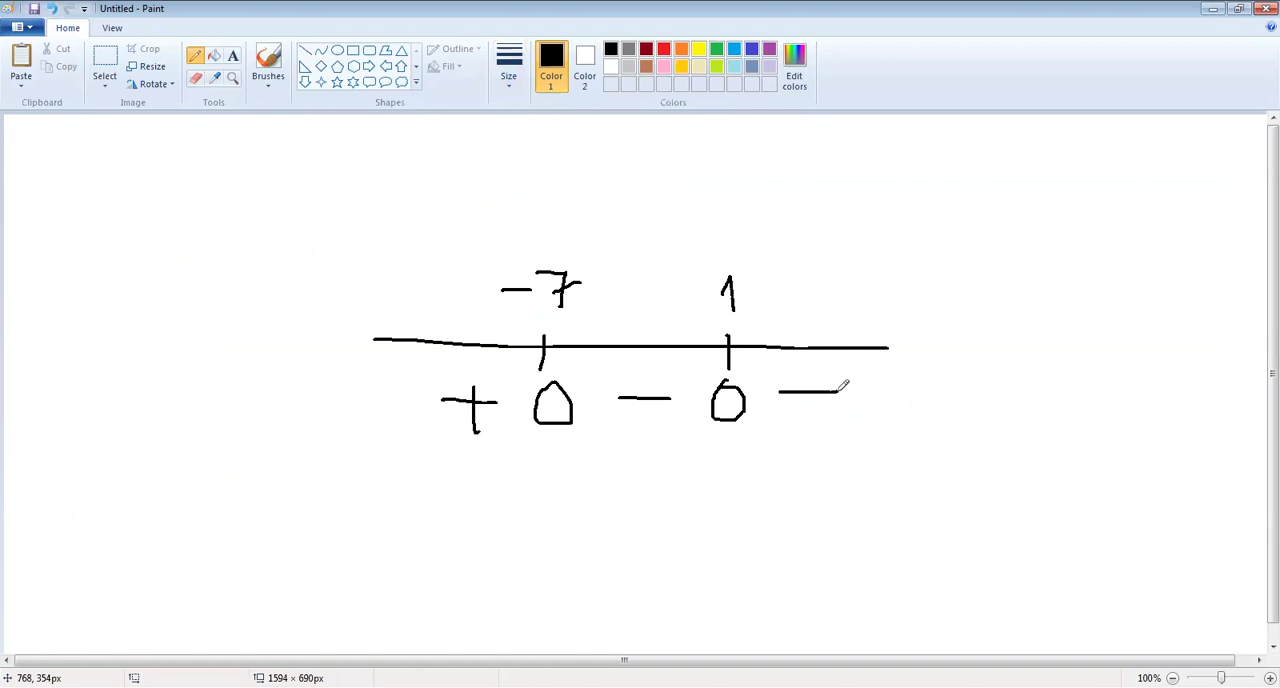 Untitled - Paint
Home View
Paste
Cut
Copy
Clipboard
Select
Crop
Resize
Rotate
Image
Tools
A
Brushes
Shapes
Outline
Fill
Size
Color 1
Color 2
Edit colors
Colors
-7 1
+ 0 - 0 -
768, 354px
1594 × 690px
100%